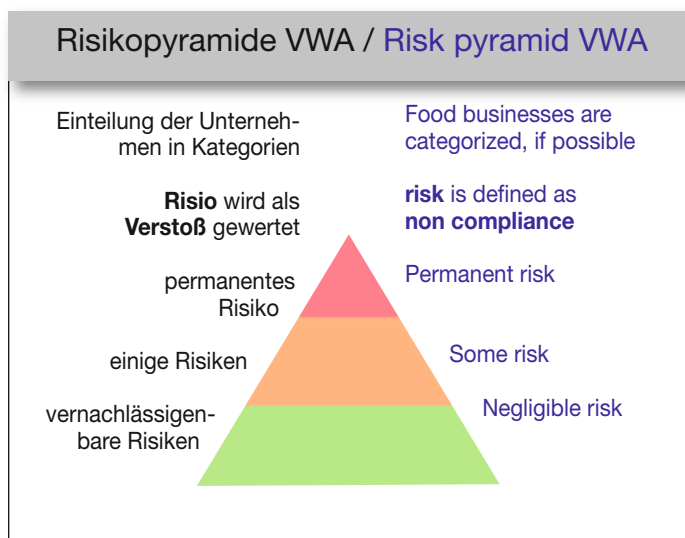 Risikopyramide VWA / Risk pyramid VWA
Einteilung der Unterneh-
men in Kategorien
Food businesses are
categorized, if possible
Risio wird als
Verstoß gewertet
risk is defined as
non compliance
permanentes
Risiko
Permanent risk
einige Risiken
Some risk
vernachlässigen-
bare Risiken
Negligible risk